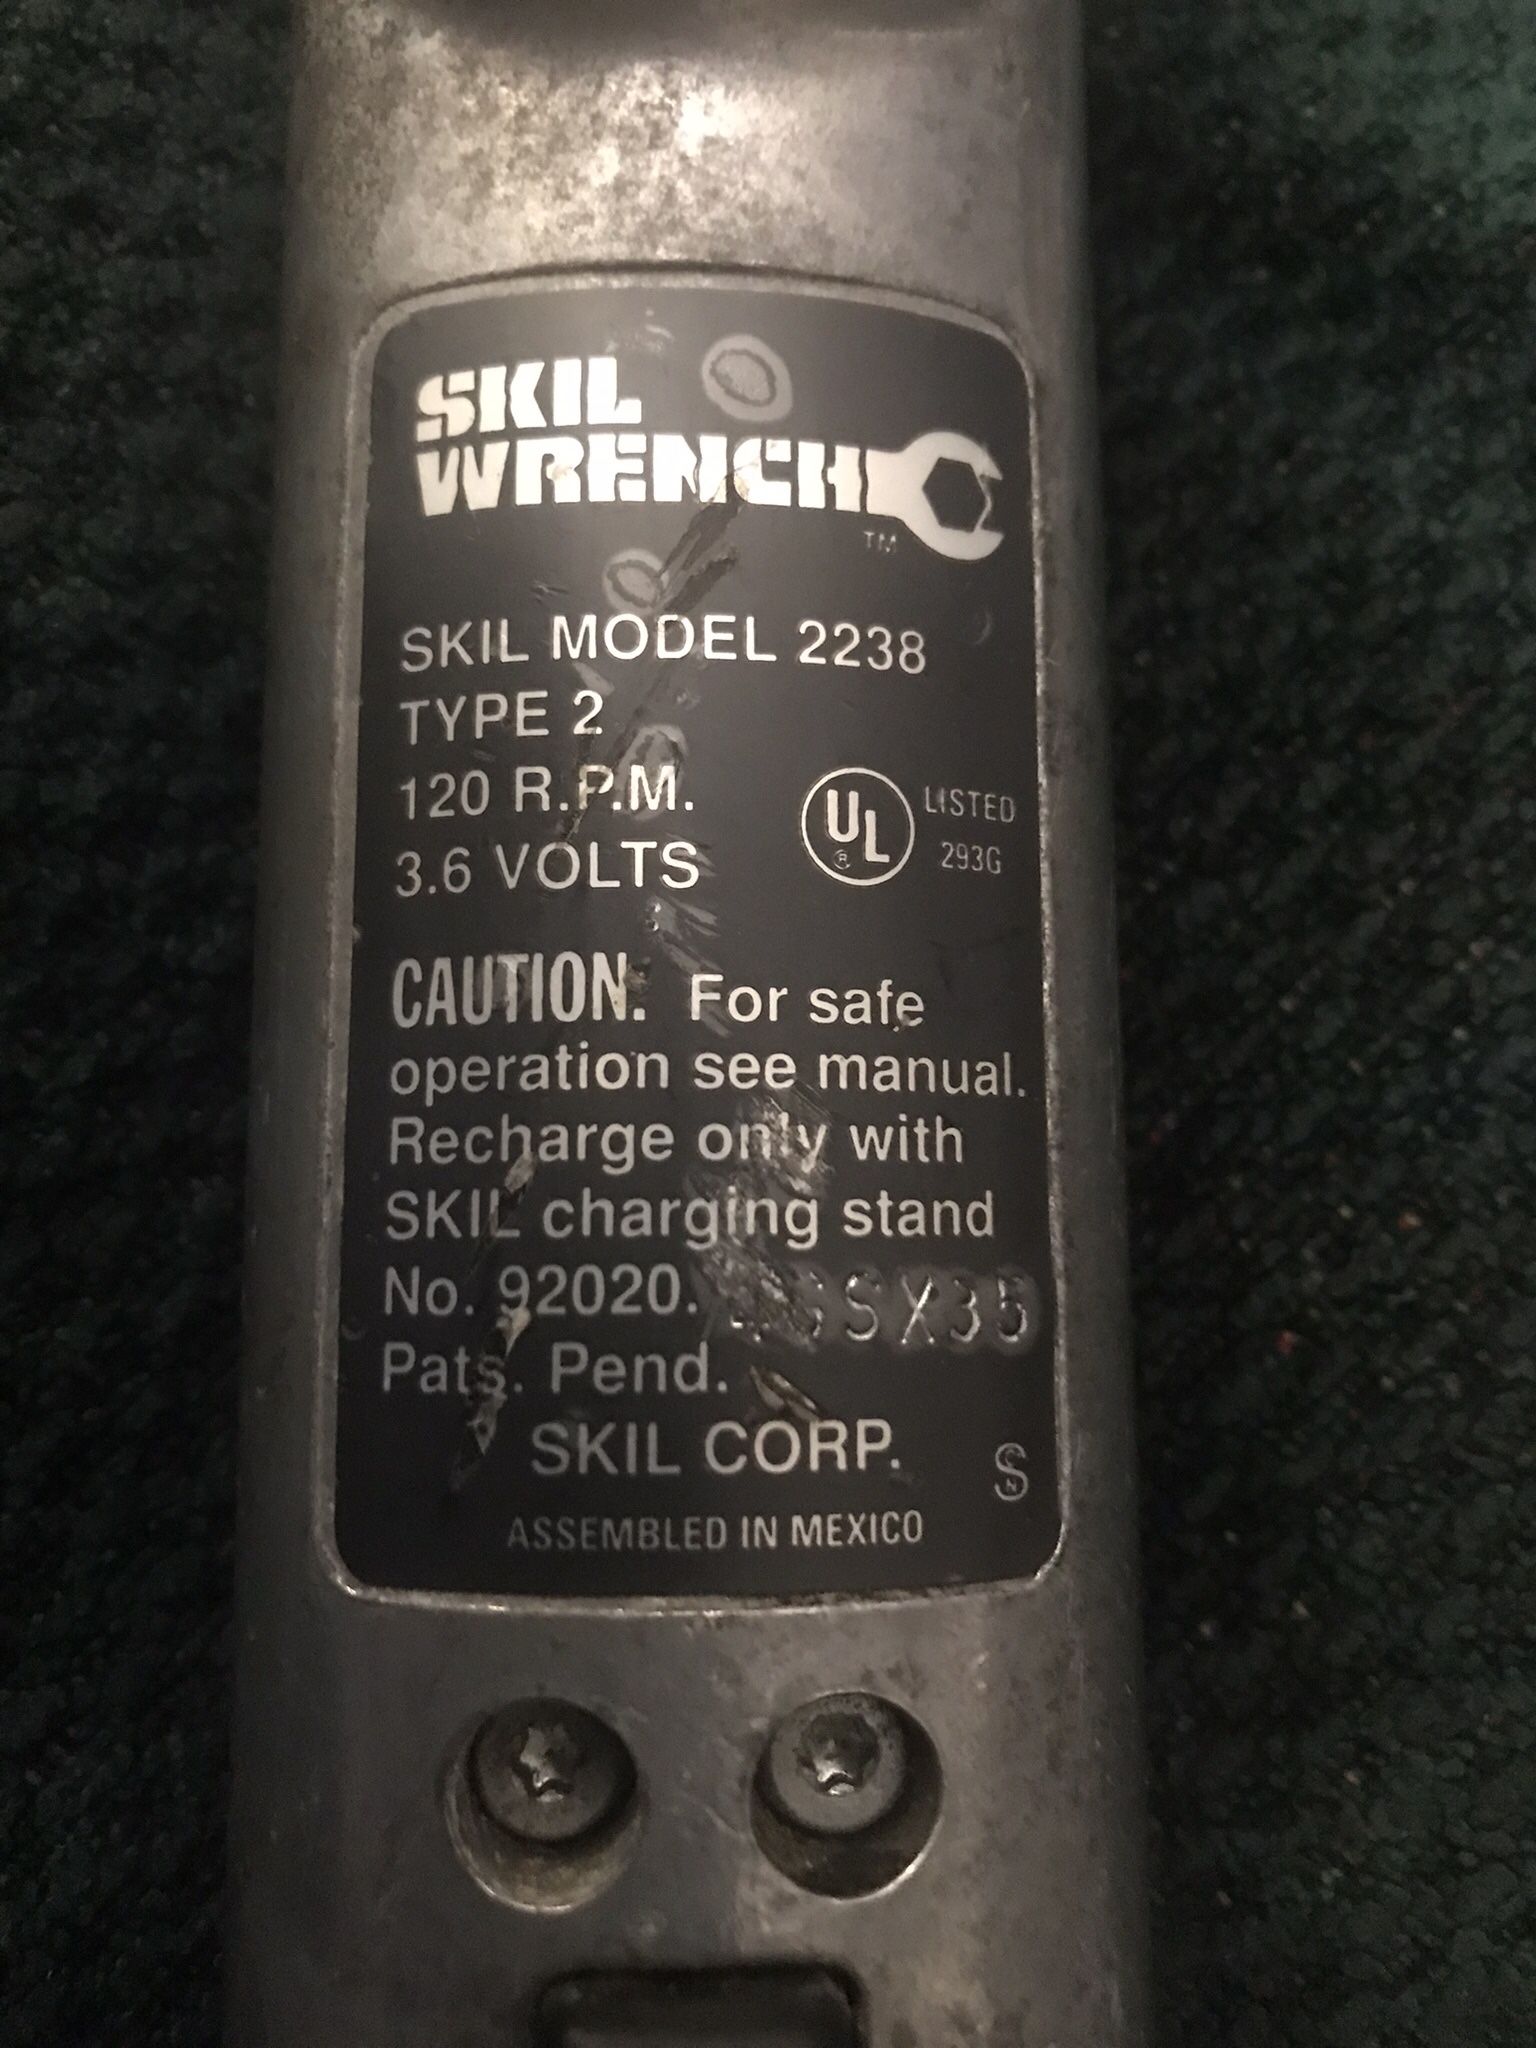 SKIL
WRENCH
TM
SKIL MODEL 2238
TYPE 2
120 R.P.M.
3.6 VOLTS
UL
®
LISTED
293G
CAUTION. For safe
operation see manual.
Recharge only with
SKIL charging stand
No. 92020.
Pats. Pend.
SKIL CORP.
S
N
ASSEMBLED IN MEXICO